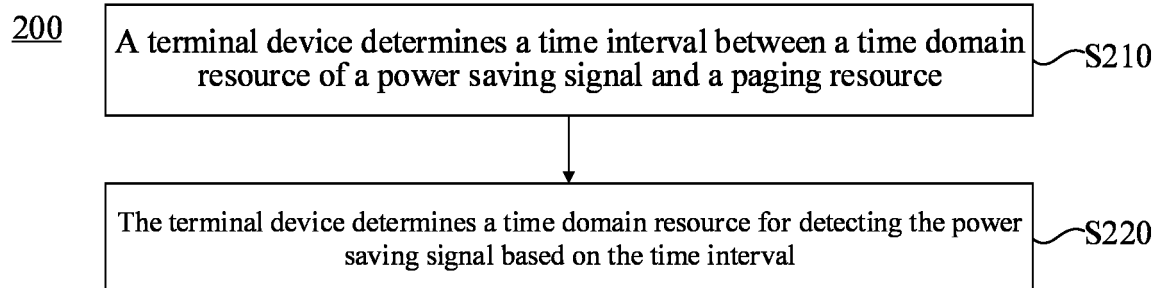 200
A terminal device determines a time interval between a time domain
resource of a power saving signal and a paging resource
S210
The terminal device determines a time domain resource for detecting the power
saving signal based on the time interval
S220